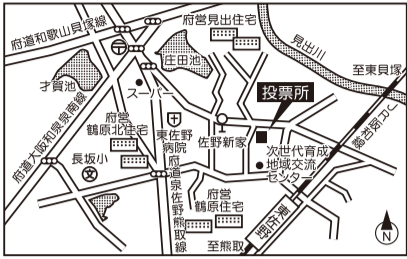 府道和歌山貝塚線
府営見出住宅
見出川
庄田池
才賀池
スーパー
至東貝塚
投票所
JR阪和線
府道大阪和泉泉南線
府営
鶴原北住宅
東佐野
病院
佐野新家
次世代育成
地域交流
センター
長坂小
文
府道泉佐野熊取線
府営
鶴原住宅
東佐野
至熊取
N